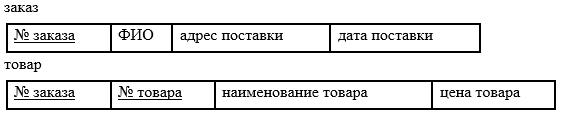 заказ
№ заказа ФИО адрес поставки дата поставки
товар
№ заказа № товара наименование товара цена товара